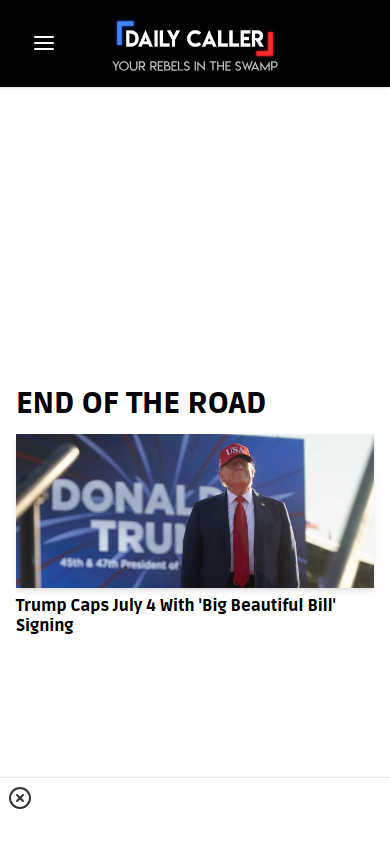 DAILY CALLER
YOUR REBELS IN THE SWAMP
END OF THE ROAD
USA
DONALD
TRUM
45th & 47th President of
Trump Caps July 4 With 'Big Beautiful Bill'
Signing